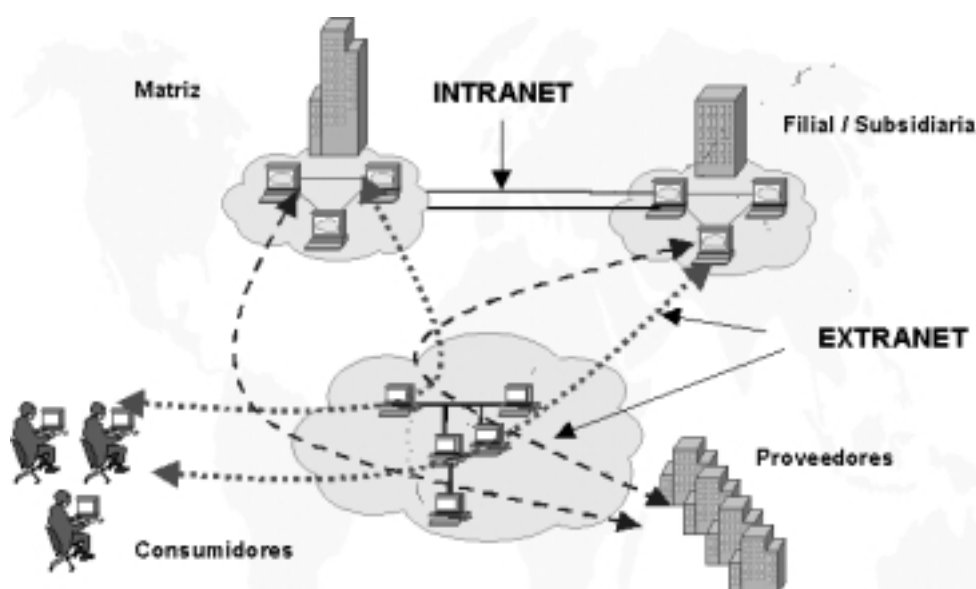 Matriz
INTRANET
Filial / Subsidiaria
EXTRANET
Proveedores
Consumidores